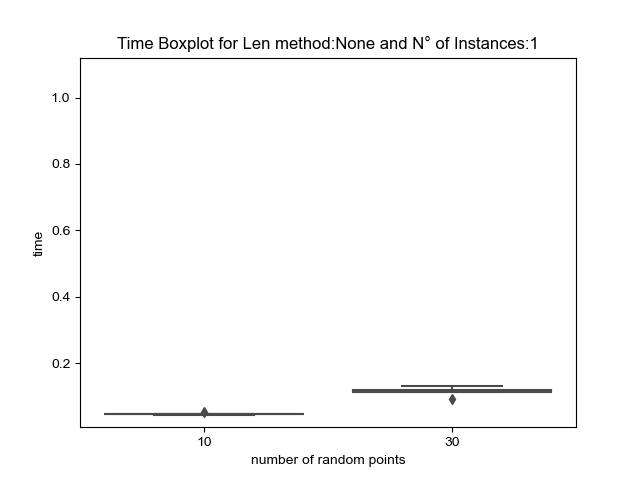 Time Boxplot for Len method:None and N° of Instances:1
1.0
0.8
0.6
0.4
0.2
time
10
30
number of random points